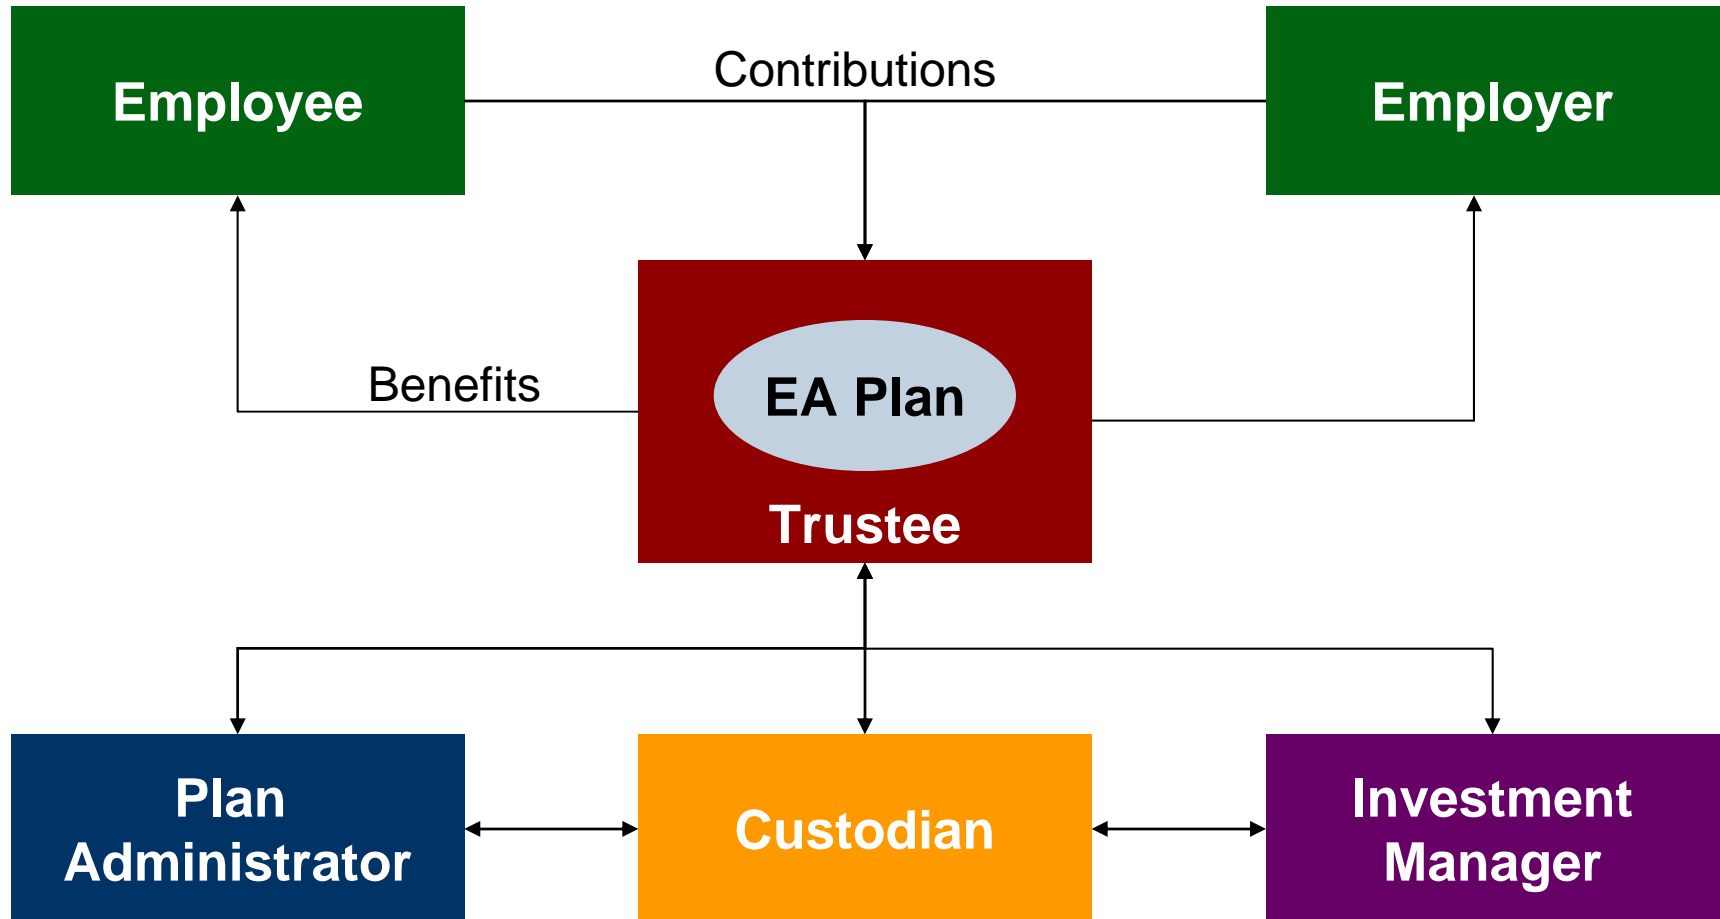 Contributions
Employee
Employer
Benefits
EA Plan
Trustee
Plan
Administrator
Custodian
Investment
Manager